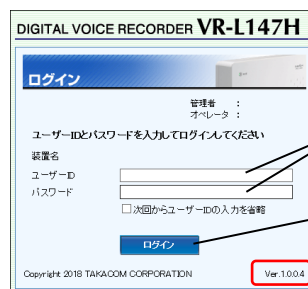 DIGITAL VOICE RECORDER VR-L147H
ログイン
管理者 :
オペレータ :
ユーザーIDとパスワードを入力してログインしてください
装置名
ユーザーID
パスワード
次回からユーザーIDの入力を省略
ログイン
Copyright 2018 TAKACOM CORPORATION Ver.1.0.0.4